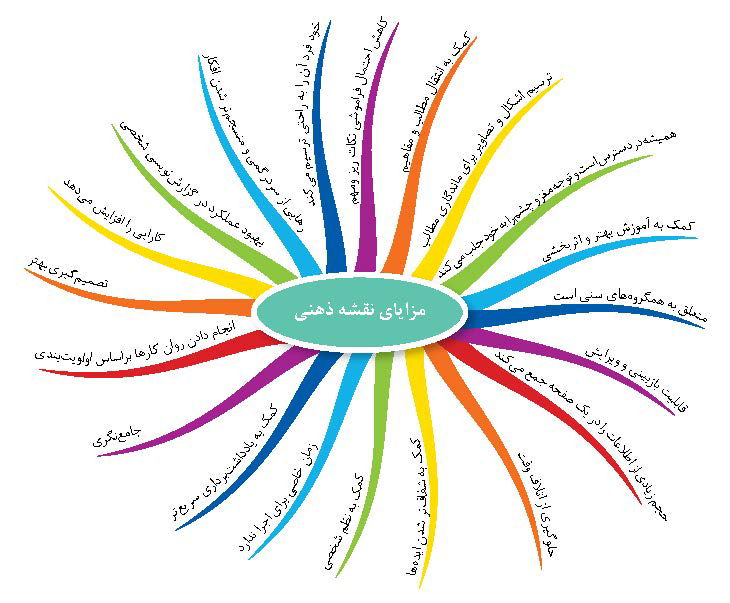 مزایای نقشه ذهنی
کمک به انتقال مطالب و مفاهیم
ترسیم اشکال و تصاویر برای ماندگاری مطالب
همیشه در دسترس است و توجه مغز و چشم را به خود جلب می کند
کمک به آموزش بهتر و اثربخشی
متعلق به همگروه‌های سنی است
قابلیت بازبینی و ویرایش
حجم زیادی از اطلاعات را در یک صفحه جمع می کند
جلوگیری از اتلاف وقت
کمک به شفاف‌تر شدن ایده‌ها
کمک به نظم شخصی
زمان خاصی برای اجرا ندارد
کمک به یادداشت‌برداری سریع‌تر
جامع‌نگری
انجام دادن روان کارها براساس اولویت‌بندی
تصمیم‌گیری بهتر
کارایی را افزایش می‌دهد
بهبود عملکرد در گزارش‌نویسی شخصی
رهایی از سردرگمی و منسجم‌تر شدن افکار
خود فرد آن را به راحتی ترسیم می کند
کاهش احتمال فراموشی نکات ریز ومهم